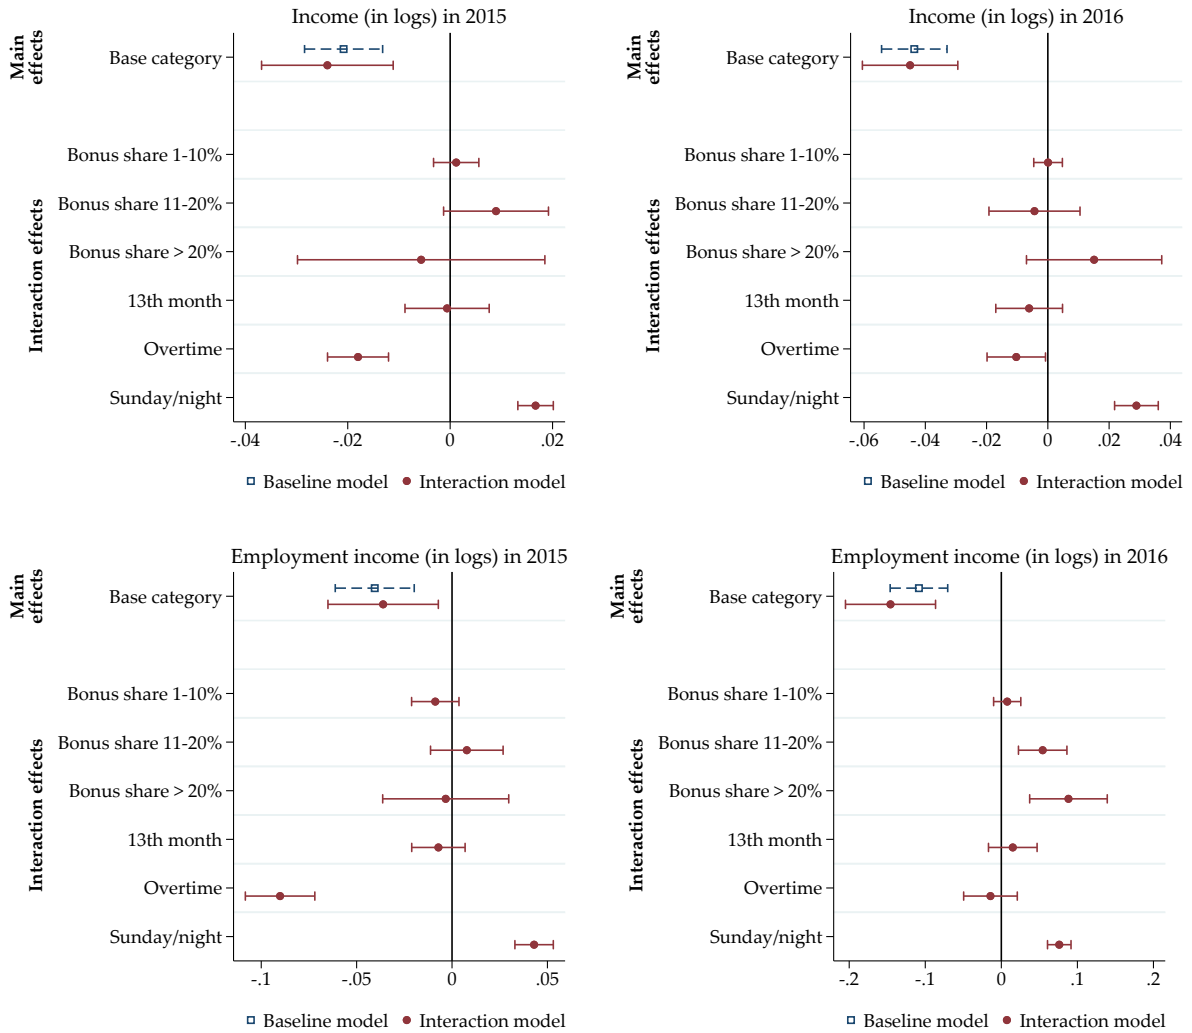 Income (in logs) in 2015
Main
effects
Base category
Interaction effects
Bonus share 1-10%
Bonus share 11-20%
Bonus share > 20%
13th month
Overtime
Sunday/night
-.04 -.02 0 .02
Baseline model Interaction model
Income (in logs) in 2016
Main
effects
Base category
Interaction effects
Bonus share 1-10%
Bonus share 11-20%
Bonus share > 20%
13th month
Overtime
Sunday/night
-.06 -.04 -.02 0 .02 .04
Baseline model Interaction model
Employment income (in logs) in 2015
Main
effects
Base category
Interaction effects
Bonus share 1-10%
Bonus share 11-20%
Bonus share > 20%
13th month
Overtime
Sunday/night
-.1 -.05 0 .05
Baseline model Interaction model
Employment income (in logs) in 2016
Main
effects
Base category
Interaction effects
Bonus share 1-10%
Bonus share 11-20%
Bonus share > 20%
13th month
Overtime
Sunday/night
-.2 -.1 0 .1 .2
Baseline model Interaction model